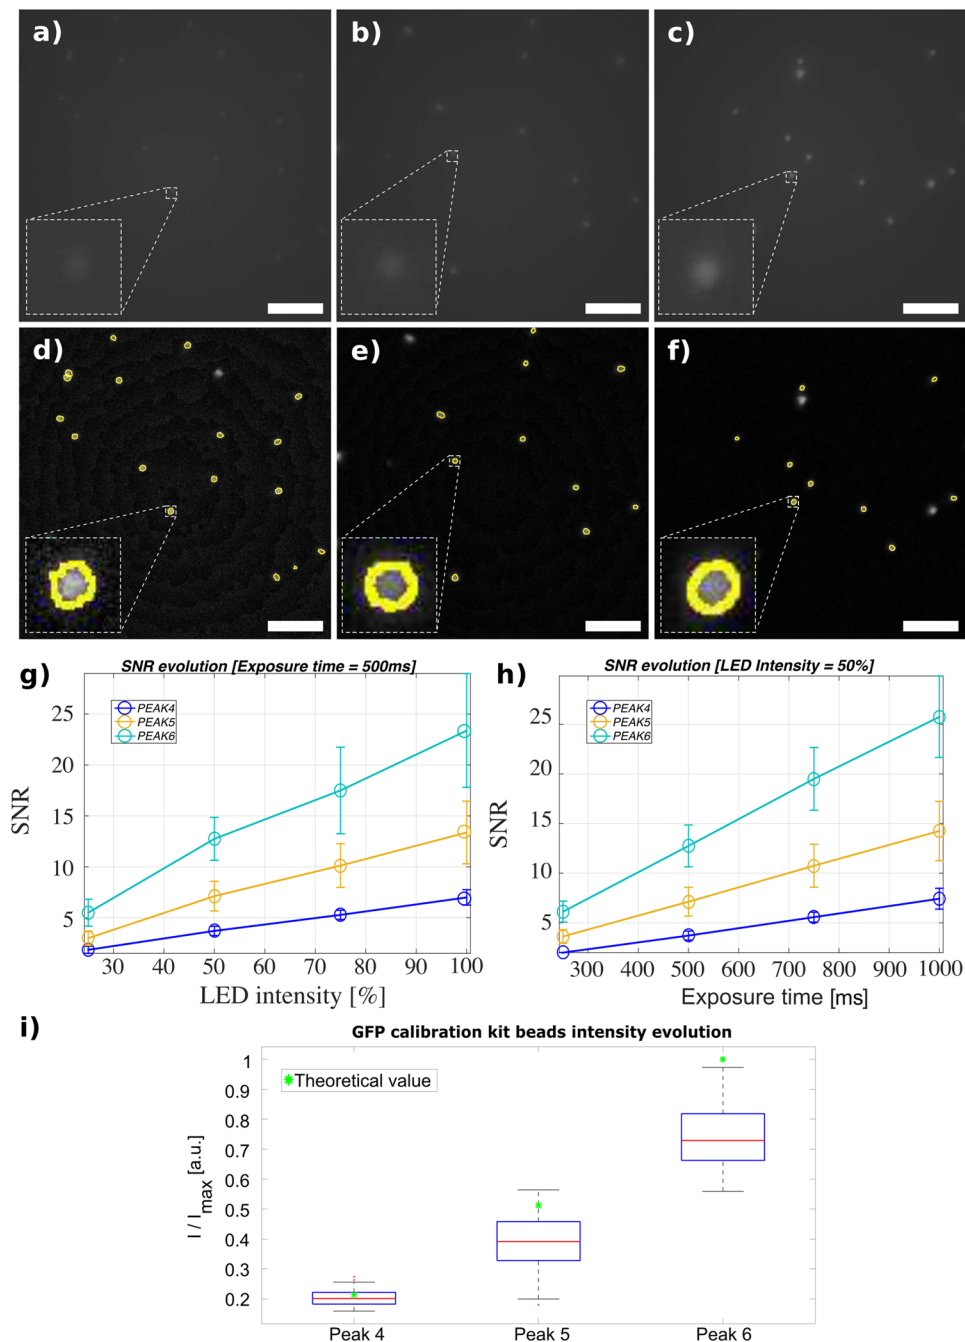 a)
b)
c)
d)
e)
f)
g)
SNR evolution [Exposure time = 500ms]
PEAK4
PEAK5
PEAK6
25
20
15
10
5
SNR
30 40 50 60 70 80 90 100
LED intensity [%]
h)
SNR evolution [LED Intensity = 50%]
PEAK4
PEAK5
PEAK6
25
20
15
10
5
SNR
300 400 500 600 700 800 900 1000
Exposure time [ms]
i)
GFP calibration kit beads intensity evolution
Theoretical value
1
0.9
0.8
0.7
0.6
0.5
0.4
0.3
0.2
I / I_max [a.u.]
Peak 4 Peak 5 Peak 6